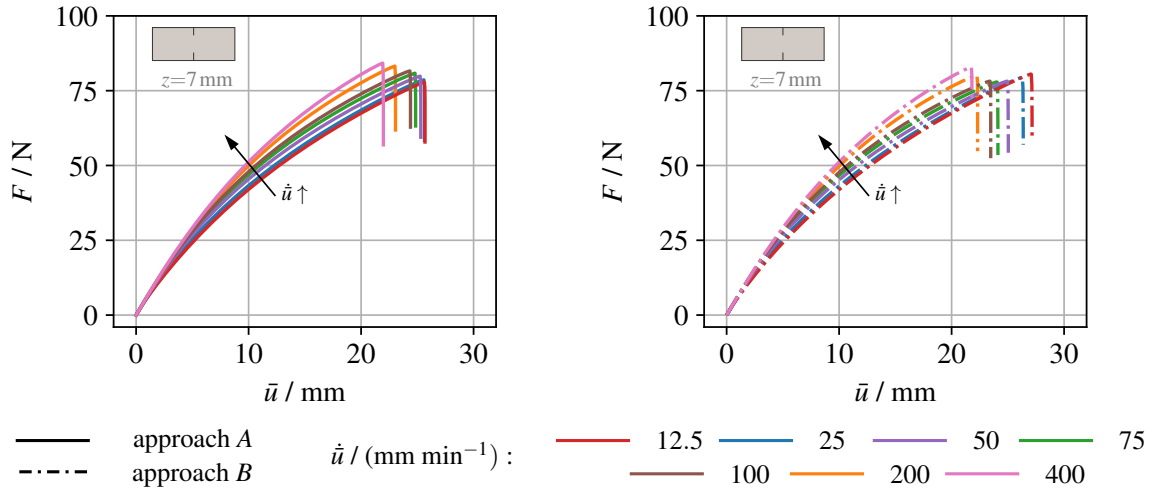 100
75
50
25
0
F / N
z=7 mm
u̇̄ ↑
0 10 20 30
ū / mm
100
75
50
25
0
F / N
z=7 mm
u̇̄ ↑
0 10 20 30
ū / mm
approach A
approach B
u̇̄ / (mm min⁻¹) :
12.5 25 50 75
100 200 400